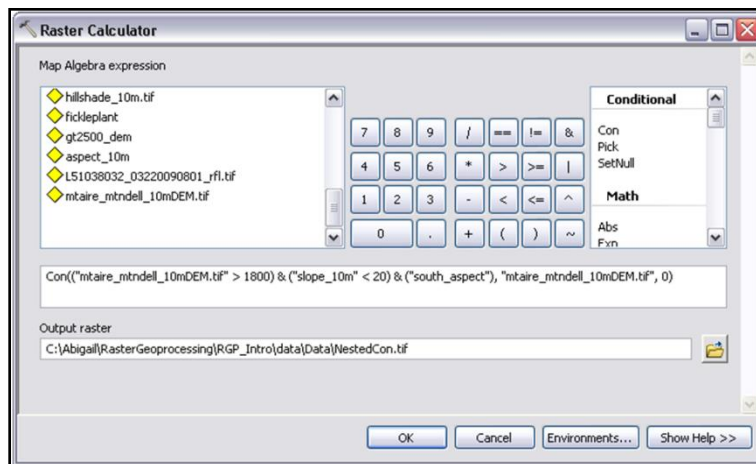 Raster Calculator
Map Algebra expression
hillshade_10m.tif
fickleplant
gt2500_dem
aspect_10m
L51038032_03220090801_rfl.tif
mtaire_mtndell_10mDEM.tif
7 8 9 / == != &
4 5 6 * > >= |
1 2 3 - < <= ^
0 . + ( ) ~
Conditional
Con
Pick
SetNull
Math
Abs
Exp
Con(("mtaire_mtndell_10mDEM.tif" > 1800) & ("slope_10m" < 20) & ("south_aspect"), "mtaire_mtndell_10mDEM.tif", 0)
Output raster
C:\Abigail\RasterGeoprocessing\RGP_Intro\data\Data\NestedCon.tif
OK Cancel Environments... Show Help >>